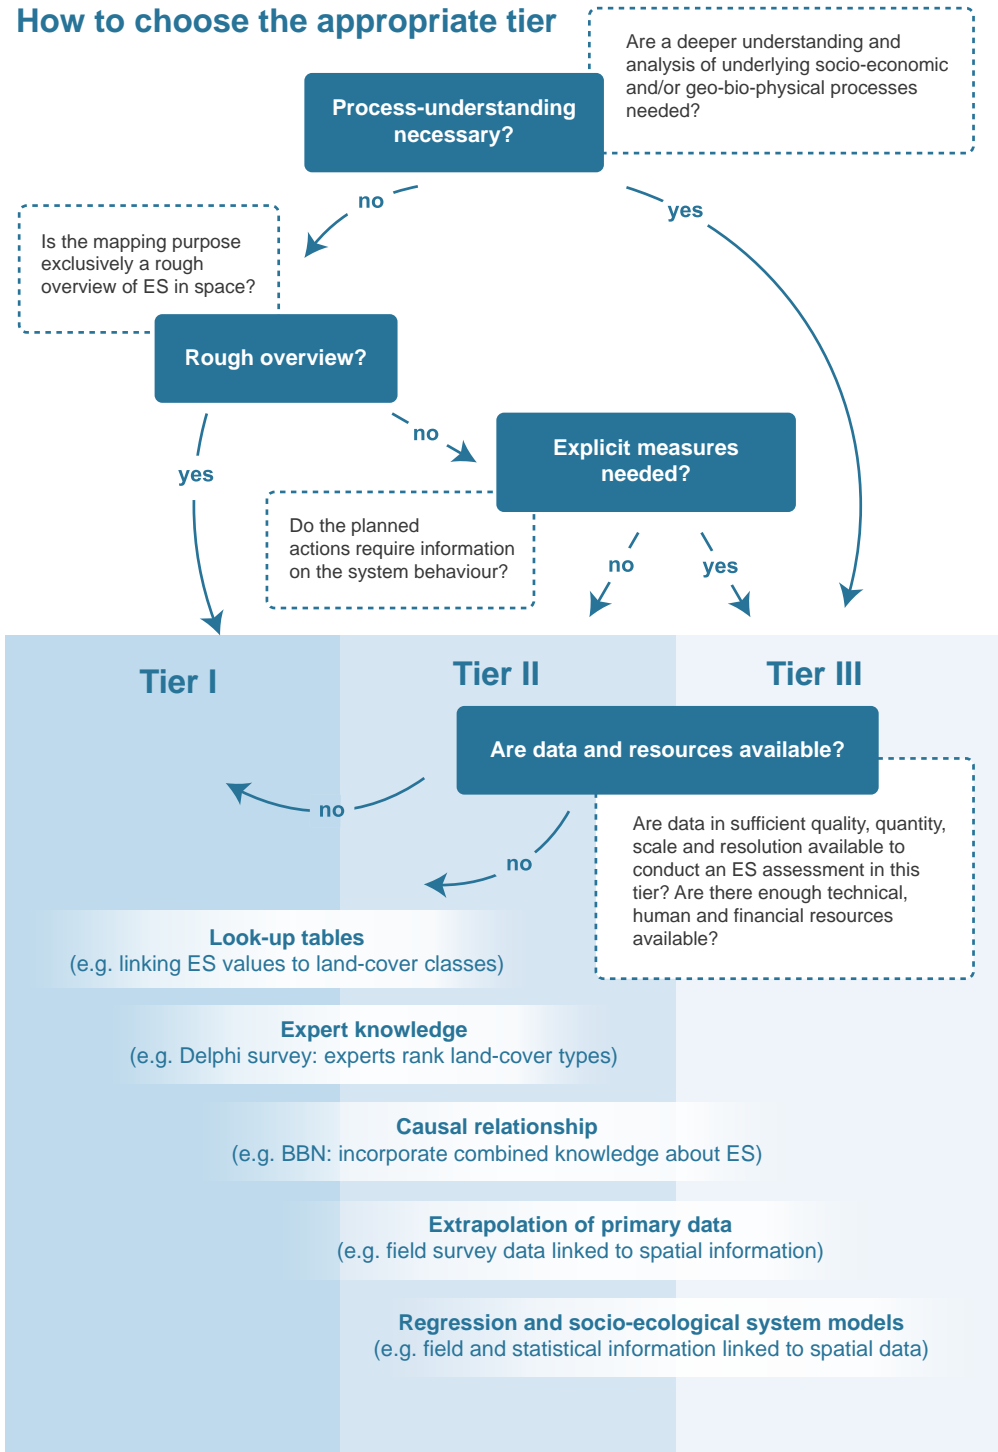 How to choose the appropriate tier
Are a deeper understanding and
analysis of underlying socio-economic
and/or geo-bio-physical processes
needed?
Process-understanding
necessary?
no
yes
Is the mapping purpose
exclusively a rough
overview of ES in space?
Rough overview?
no
yes
Explicit measures
needed?
Do the planned
actions require information
on the system behaviour?
no
yes
Tier I
Tier II
Tier III
Are data and resources available?
no
no
Are data in sufficient quality, quantity,
scale and resolution available to
conduct an ES assessment in this
tier? Are there enough technical,
human and financial resources
available?
Look-up tables
(e.g. linking ES values to land-cover classes)
Expert knowledge
(e.g. Delphi survey: experts rank land-cover types)
Causal relationship
(e.g. BBN: incorporate combined knowledge about ES)
Extrapolation of primary data
(e.g. field survey data linked to spatial information)
Regression and socio-ecological system models
(e.g. field and statistical information linked to spatial data)